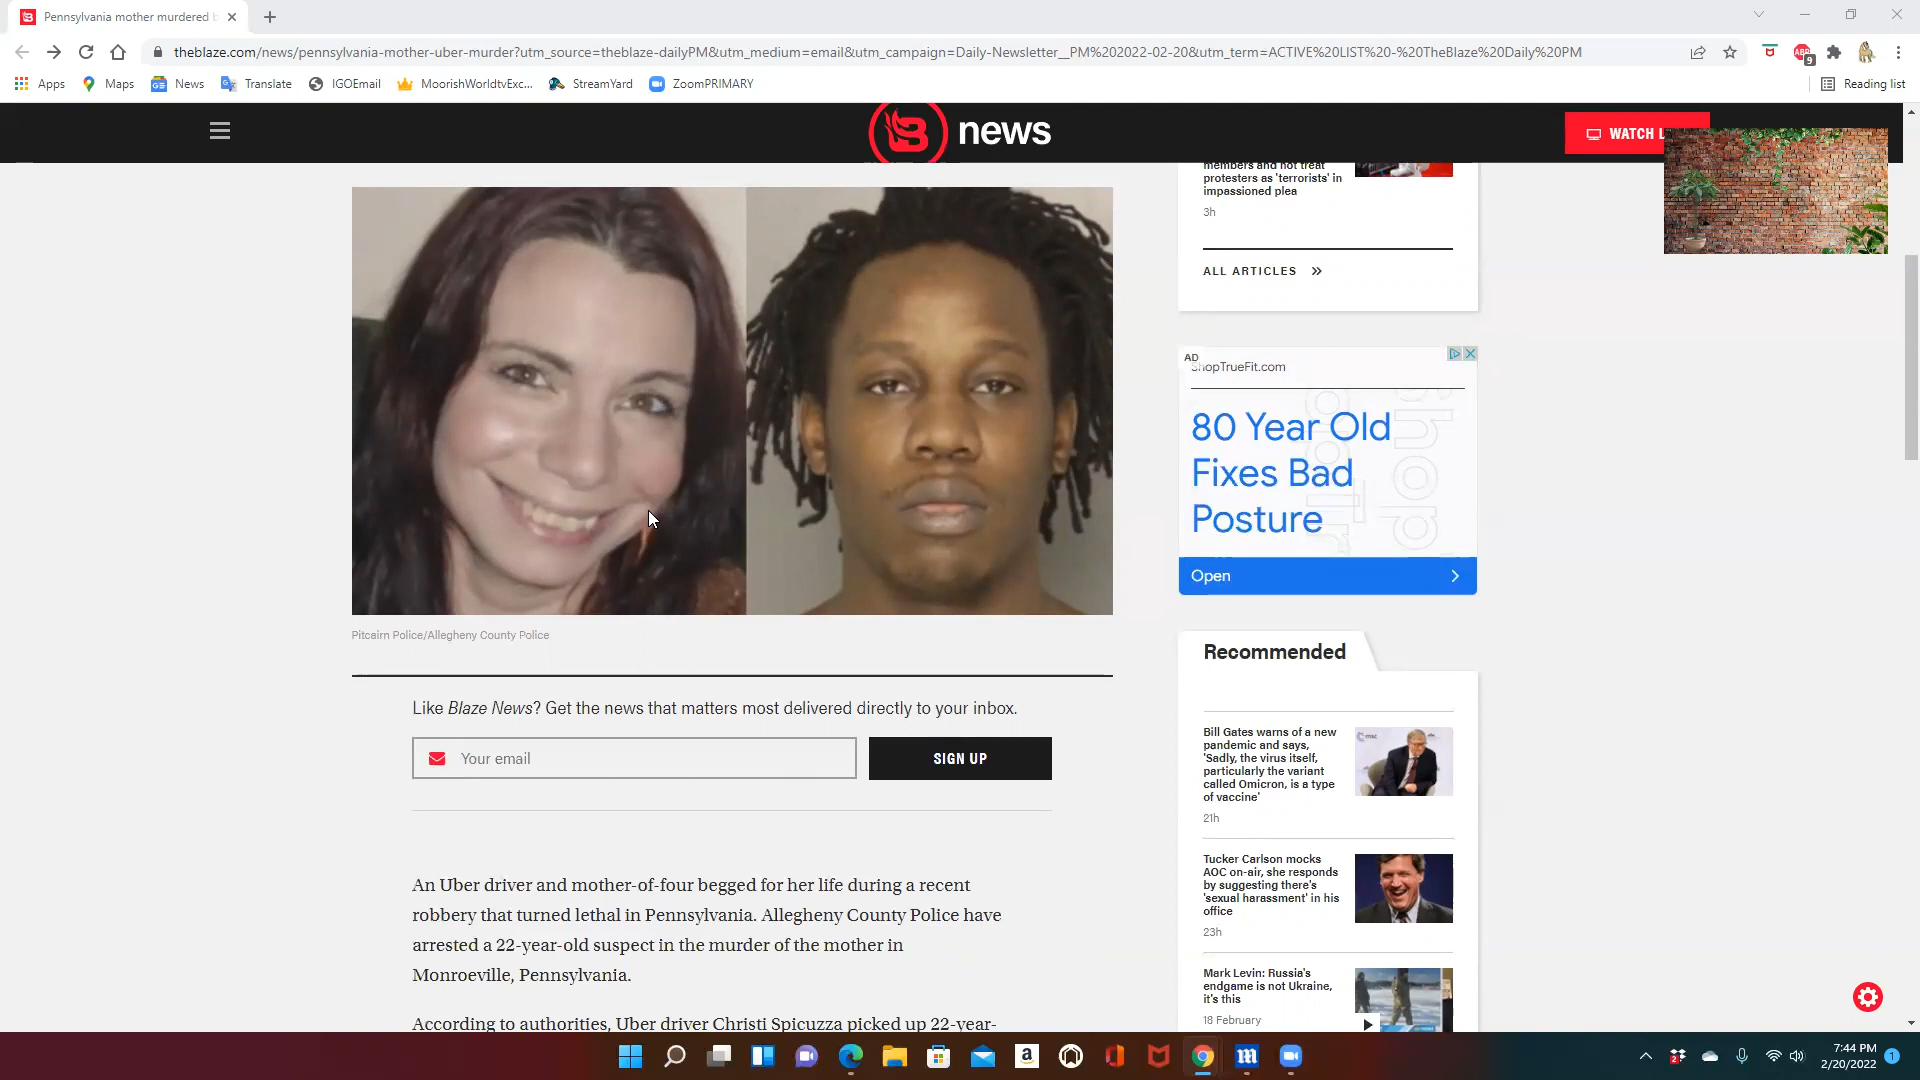 Pennsylvania mother murdered b
theblaze.com/news/pennsylvania-mother-uber-murder?utm_source=theblaze-dailyPM&utm_medium=email&utm_campaign=Daily-Newsletter__PM%202022-02-20&utm_term=ACTIVE%20LIST%20-%20TheBlaze%20Daily%20PM
ABP
9
Apps
Maps
News
Translate
IGOEmail
MoorishWorldtvExc...
StreamYard
ZoomPRIMARY
Reading list
news
WATCH L
members and not treat
protesters as 'terrorists' in
impassioned plea
3h
ALL ARTICLES
AD
ShopTrueFit.com
80 Year Old
Fixes Bad
Posture
Open
Pitcairn Police/Allegheny County Police
Like Blaze News? Get the news that matters most delivered directly to your inbox.
Your email
SIGN UP
An Uber driver and mother-of-four begged for her life during a recent
robbery that turned lethal in Pennsylvania. Allegheny County Police have
arrested a 22-year-old suspect in the murder of the mother in
Monroeville, Pennsylvania.
According to authorities, Uber driver Christi Spicuzza picked up 22-year-
Recommended
Bill Gates warns of a new
pandemic and says,
'Sadly, the virus itself,
particularly the variant
called Omicron, is a type
of vaccine'
21h
Tucker Carlson mocks
AOC on-air, she responds
by suggesting there's
'sexual harassment' in his
office
23h
Mark Levin: Russia's
endgame is not Ukraine,
it's this
18 February
7:44 PM
2/20/2022
1